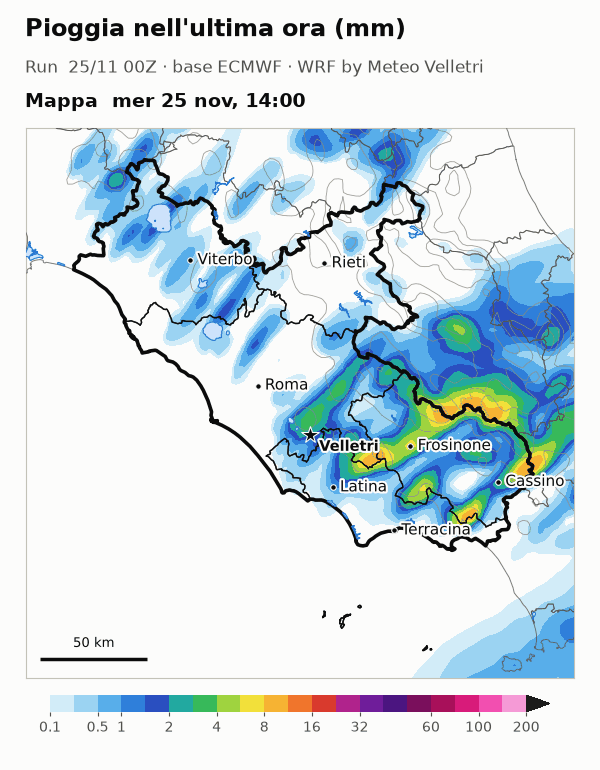 Pioggia nell'ultima ora (mm)
Run  25/11 00Z · base ECMWF · WRF by Meteo Velletri
Mappa  mer 25 nov, 14:00
Viterbo
Rieti
Roma
Velletri
Frosinone
Latina
Cassino
Terracina
50 km
0.1 0.5 1 2 4 8 16 32 60 100 200